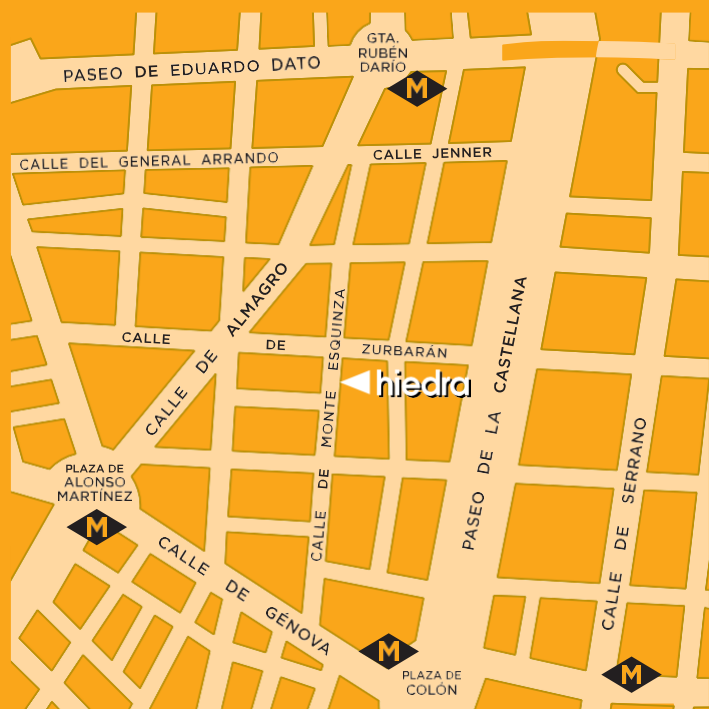 GTA.
RUBÉN
DARÍO
PASEO DE EDUARDO DATO
M
CALLE JENNER
CALLE DEL GENERAL ARRANDO
CALLE DE ALMAGRO
CALLE DE ZURBARÁN
CALLE DE MONTE ESQUINZA
hiedra
PASEO DE LA CASTELLANA
CALLE DE SERRANO
PLAZA DE
ALONSO
MARTÍNEZ
M
CALLE DE GÉNOVA
M
PLAZA DE
COLÓN
M